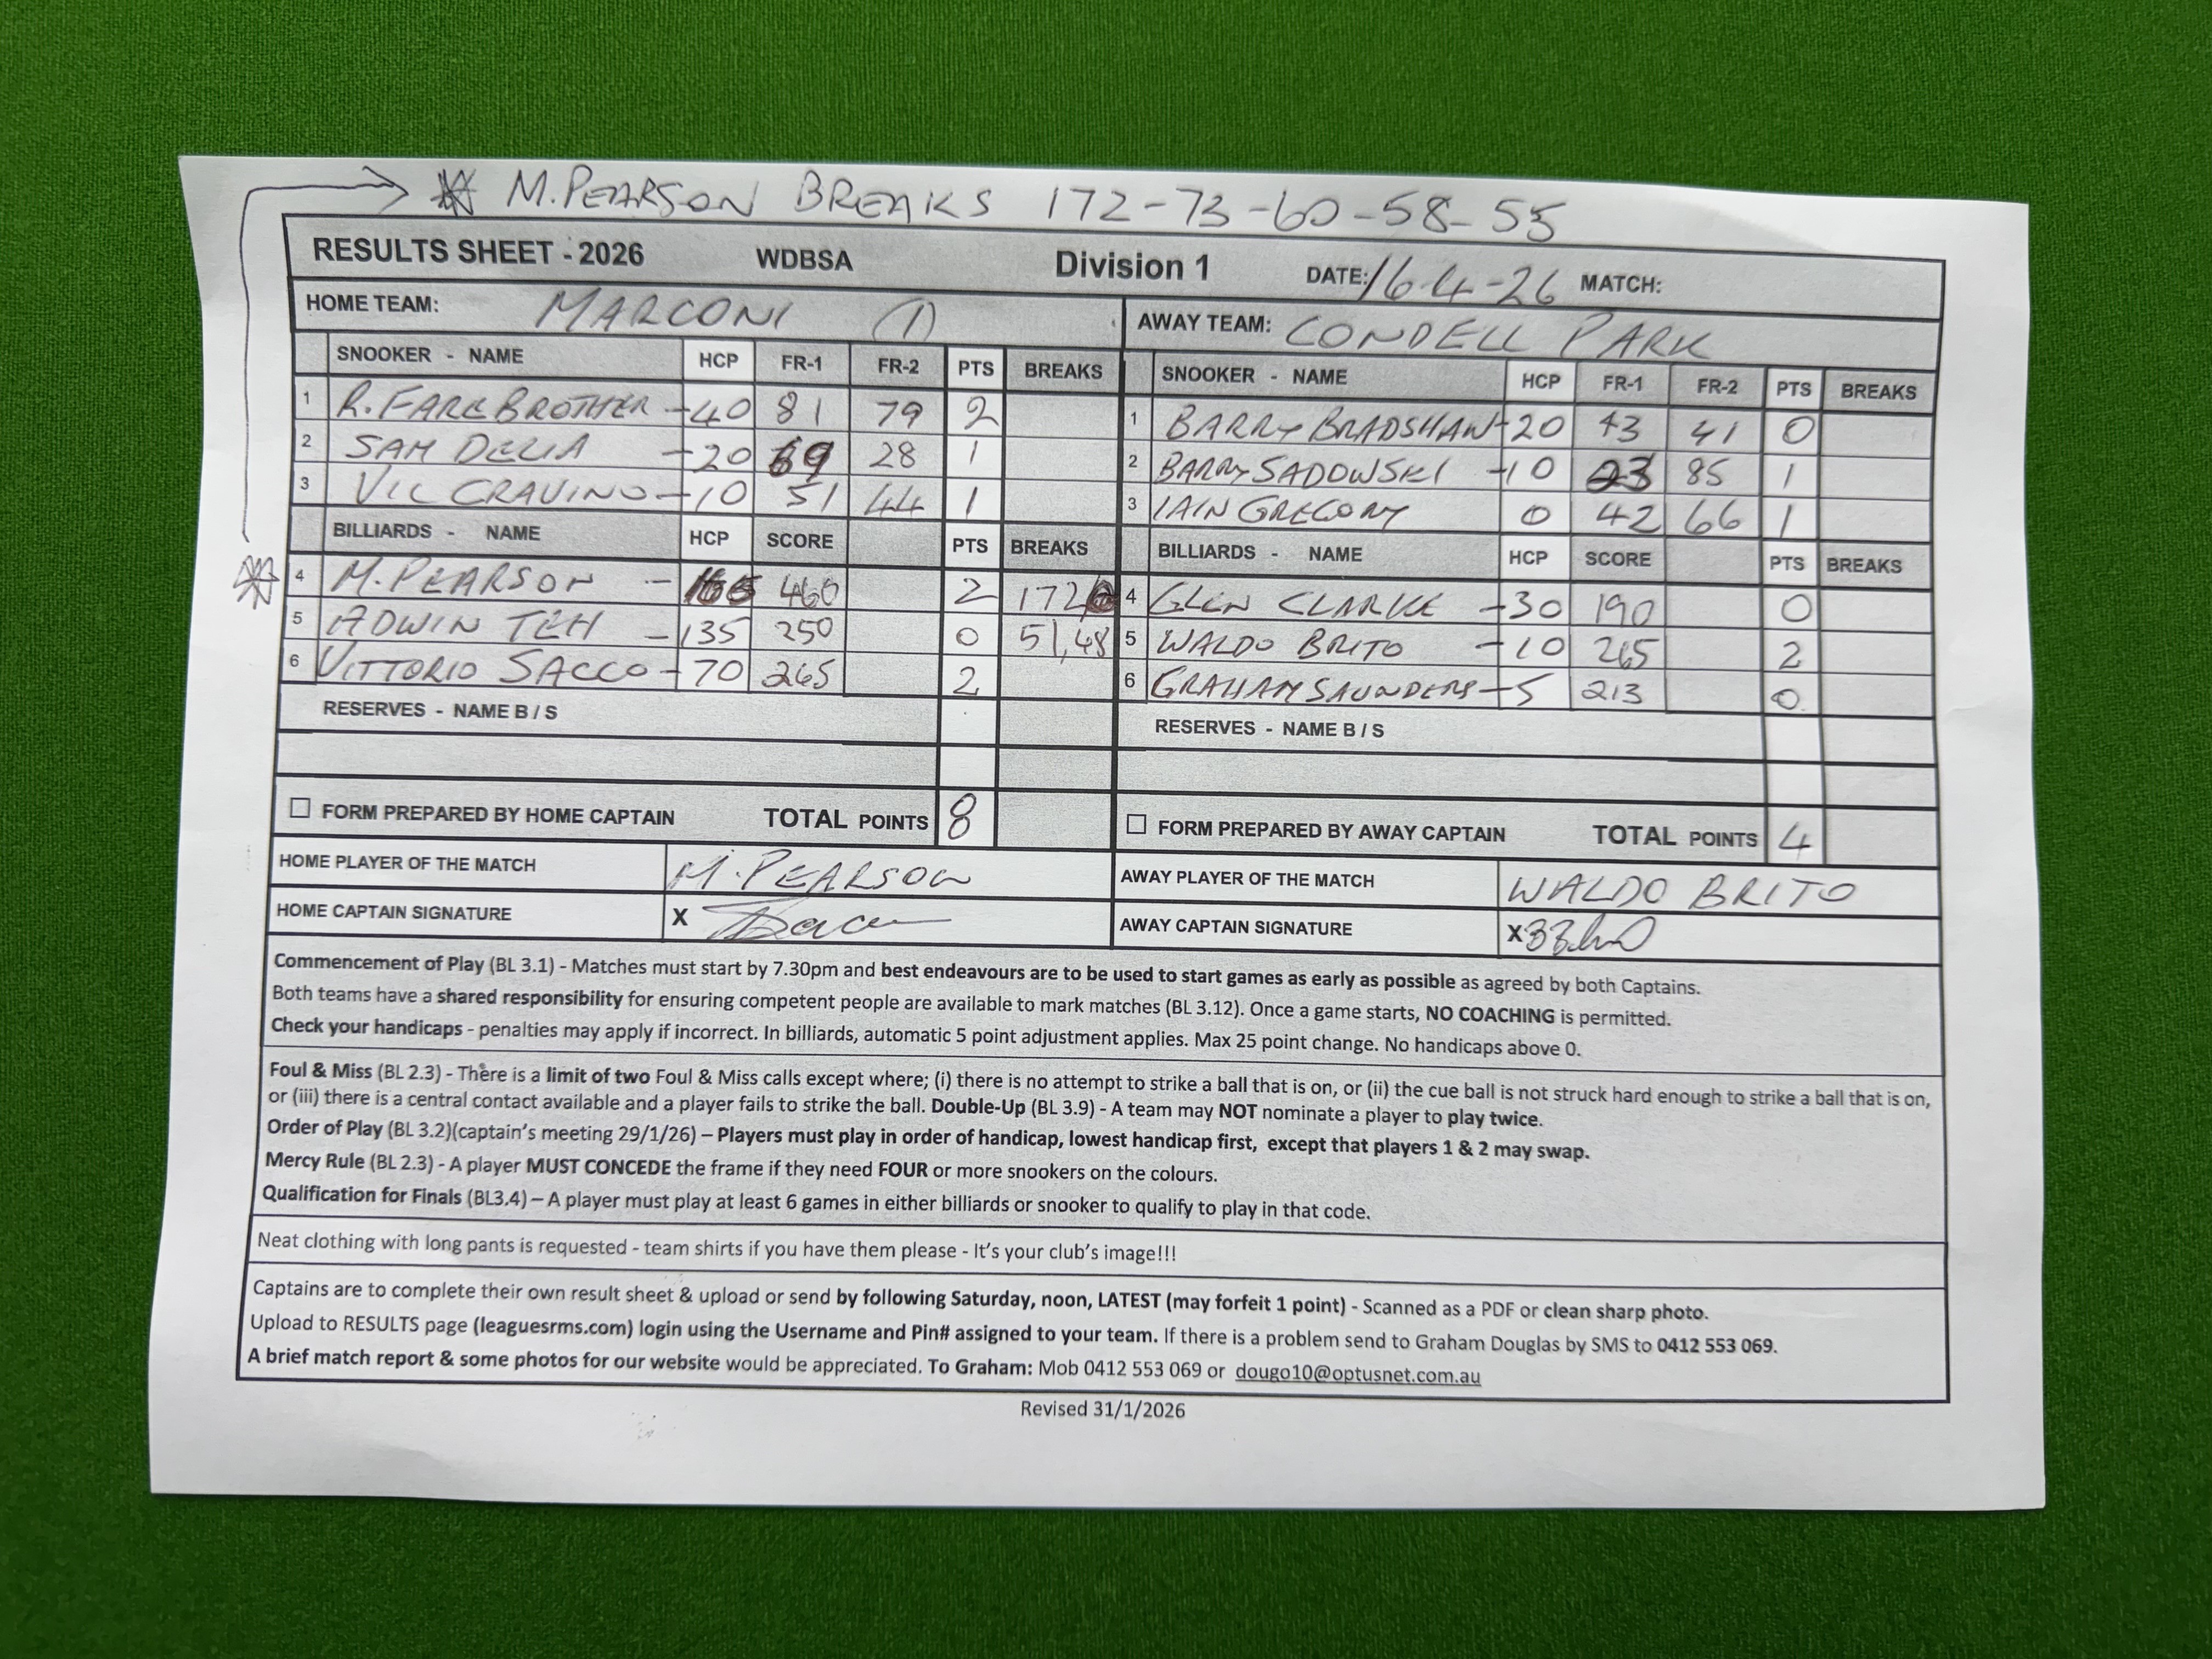 M. PEARSON BREAKS 172-73-60-58-55
RESULTS SHEET - 2026 WDBSA Division 1 DATE: 16-4-26 MATCH:
HOME TEAM: MARCONI (1) AWAY TEAM: CONDELL PARK
SNOOKER - NAME HCP FR-1 FR-2 PTS BREAKS SNOOKER - NAME HCP FR-1 FR-2 PTS BREAKS
1 R. FAREBROTHER -40 81 79 2 1 BARRY BRADSHAW -20 43 41 0
2 SAM DELIA -20 69 28 1 2 BARRY SADOWSKI -10 23 85 1
3 VIC CRAVINO -10 51 44 1 3 IAIN GREGORY 0 42 66 1
BILLIARDS - NAME HCP SCORE PTS BREAKS BILLIARDS - NAME HCP SCORE PTS BREAKS
4 M. PEARSON - 460 2 172 4 GLEN CLARKE -30 190 0
5 ADWIN TEH -135 250 0 51,48 5 WALDO BRITO -10 265 2
6 VITTORIO SACCO -70 265 2 6 GRAHAM SAUNDERS -5 213 0
RESERVES - NAME B / S RESERVES - NAME B / S
☐ FORM PREPARED BY HOME CAPTAIN TOTAL POINTS 8 ☐ FORM PREPARED BY AWAY CAPTAIN TOTAL POINTS 4
HOME PLAYER OF THE MATCH M. PEARSON AWAY PLAYER OF THE MATCH WALDO BRITO
HOME CAPTAIN SIGNATURE X AWAY CAPTAIN SIGNATURE X
Commencement of Play (BL 3.1) - Matches must start by 7.30pm and best endeavours are to be used to start games as early as possible as agreed by both Captains.
Both teams have a shared responsibility for ensuring competent people are available to mark matches (BL 3.12). Once a game starts, NO COACHING is permitted.
Check your handicaps - penalties may apply if incorrect. In billiards, automatic 5 point adjustment applies. Max 25 point change. No handicaps above 0.
Foul & Miss (BL 2.3) - There is a limit of two Foul & Miss calls except where; (i) there is no attempt to strike a ball that is on, or (ii) the cue ball is not struck hard enough to strike a ball that is on,
or (iii) there is a central contact available and a player fails to strike the ball. Double-Up (BL 3.9) - A team may NOT nominate a player to play twice.
Order of Play (BL 3.2)(captain's meeting 29/1/26) – Players must play in order of handicap, lowest handicap first, except that players 1 & 2 may swap.
Mercy Rule (BL 2.3) - A player MUST CONCEDE the frame if they need FOUR or more snookers on the colours.
Qualification for Finals (BL3.4) – A player must play at least 6 games in either billiards or snooker to qualify to play in that code.
Neat clothing with long pants is requested - team shirts if you have them please - It's your club's image!!!
Captains are to complete their own result sheet & upload or send by following Saturday, noon, LATEST (may forfeit 1 point) - Scanned as a PDF or clean sharp photo.
Upload to RESULTS page (leaguesrms.com) login using the Username and Pin# assigned to your team. If there is a problem send to Graham Douglas by SMS to 0412 553 069.
A brief match report & some photos for our website would be appreciated. To Graham: Mob 0412 553 069 or dougo10@optusnet.com.au
Revised 31/1/2026